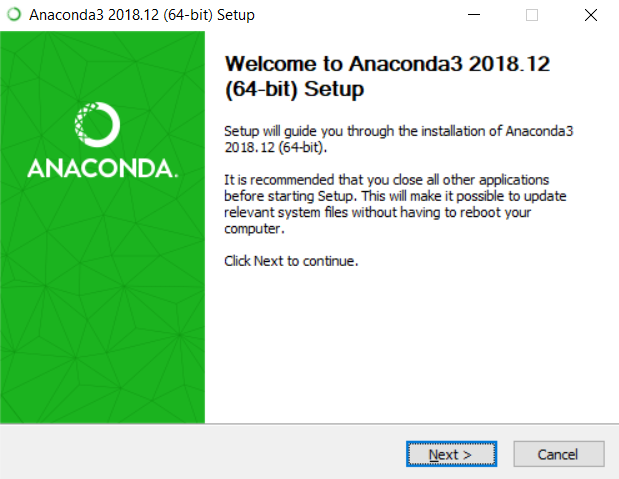 Anaconda3 2018.12 (64-bit) Setup
Welcome to Anaconda3 2018.12
(64-bit) Setup
ANACONDA.
Setup will guide you through the installation of Anaconda3
2018.12 (64-bit).
It is recommended that you close all other applications
before starting Setup. This will make it possible to update
relevant system files without having to reboot your
computer.
Click Next to continue.
Next >
Cancel